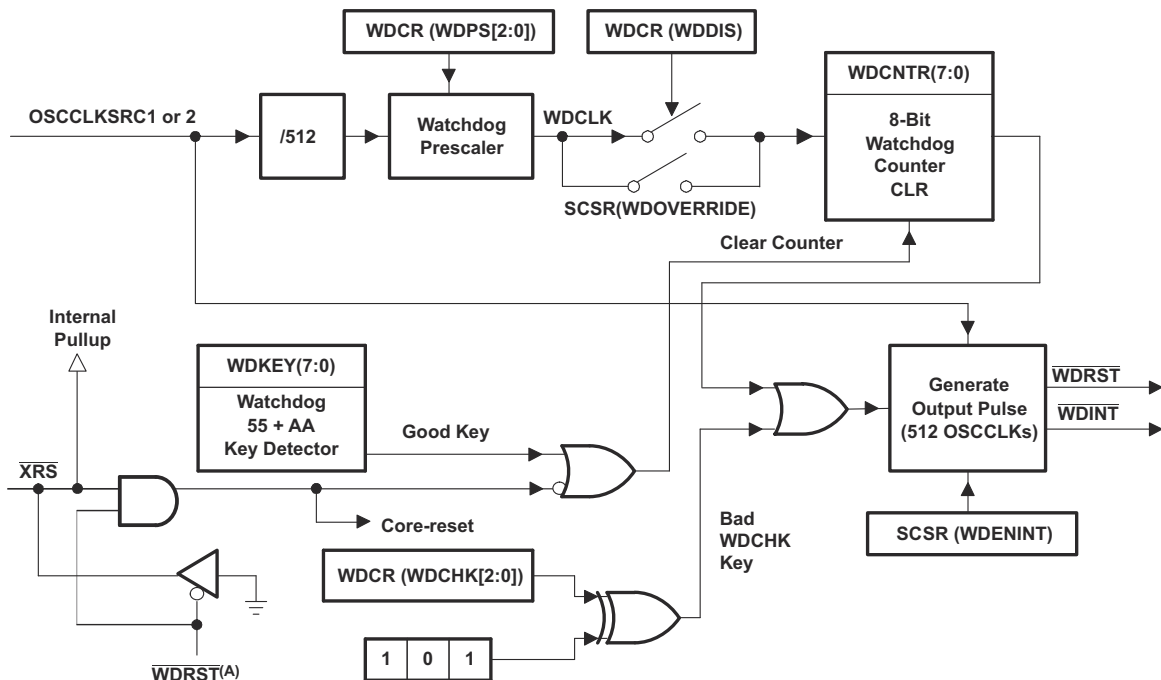 WDCR (WDPS[2:0])
WDCR (WDDIS)
WDCNTR(7:0)
OSCCLKSRC1 or 2
/512
Watchdog
Prescaler
WDCLK
8-Bit
Watchdog
Counter
CLR
SCSR(WDOVERRIDE)
Clear Counter
Internal
Pullup
WDKEY(7:0)
Watchdog
55 + AA
Key Detector
Good Key
Generate
Output Pulse
(512 OSCCLKs)
WDRST
WDINT
XRS
Core-reset
Bad
WDCHK
Key
SCSR (WDENINT)
WDCR (WDCHK[2:0])
1 0 1
WDRST(A)